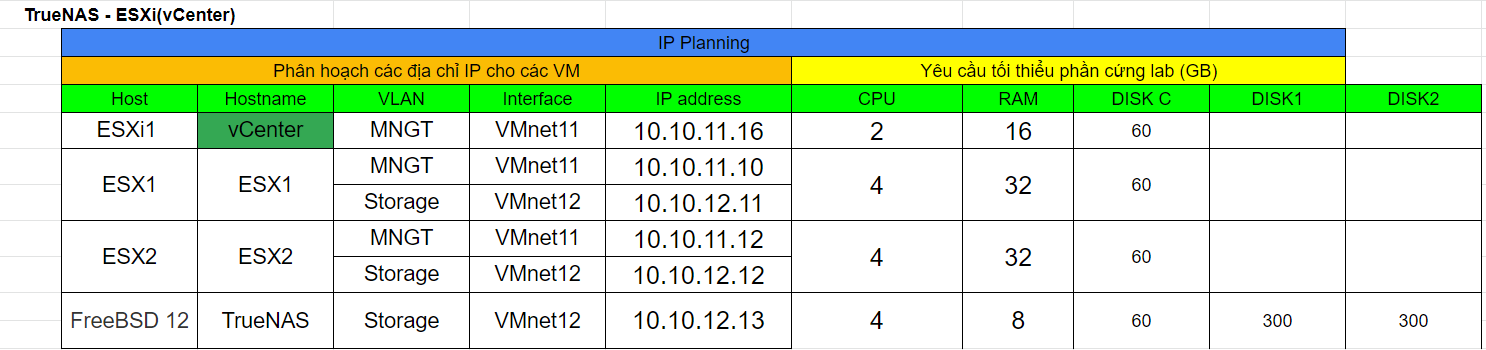 TrueNAS - ESXi(vCenter)
IP Planning
Phân hoạch các địa chỉ IP cho các VM Yêu cầu tối thiểu phần cứng lab (GB)
Host Hostname VLAN Interface IP address CPU RAM DISK C DISK1 DISK2
ESXi1 vCenter MNGT VMnet11 10.10.11.16 2 16 60
MNGT VMnet11 10.10.11.10
ESX1 ESX1 4 32 60
Storage VMnet12 10.10.12.11
MNGT VMnet11 10.10.11.12
ESX2 ESX2 4 32 60
Storage VMnet12 10.10.12.12
FreeBSD 12 TrueNAS Storage VMnet12 10.10.12.13 4 8 60 300 300